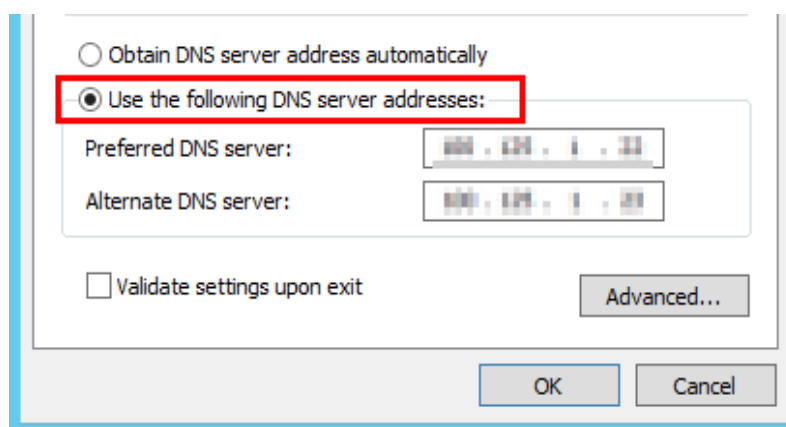 Obtain DNS server address automatically
Use the following DNS server addresses:
Preferred DNS server:
Alternate DNS server:
Validate settings upon exit
Advanced...
OK Cancel